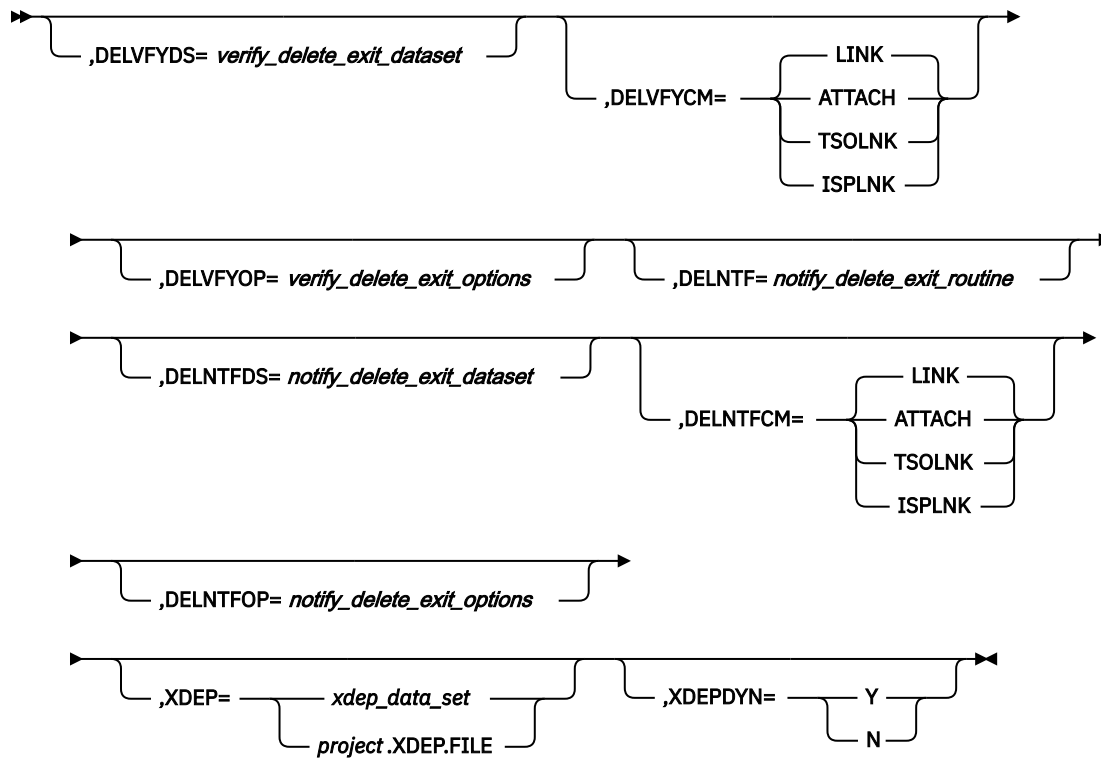 ,DELVFYDS= verify_delete_exit_dataset
,DELVFYCM=
LINK
ATTACH
TSOLNK
ISPLNK
,DELVFYOP= verify_delete_exit_options
,DELNTF= notify_delete_exit_routine
,DELNTFDS= notify_delete_exit_dataset
,DELNTFCM=
LINK
ATTACH
TSOLNK
ISPLNK
,DELNTFOP= notify_delete_exit_options
,XDEP=
xdep_data_set
project .XDEP.FILE
,XDEPDYN=
Y
N